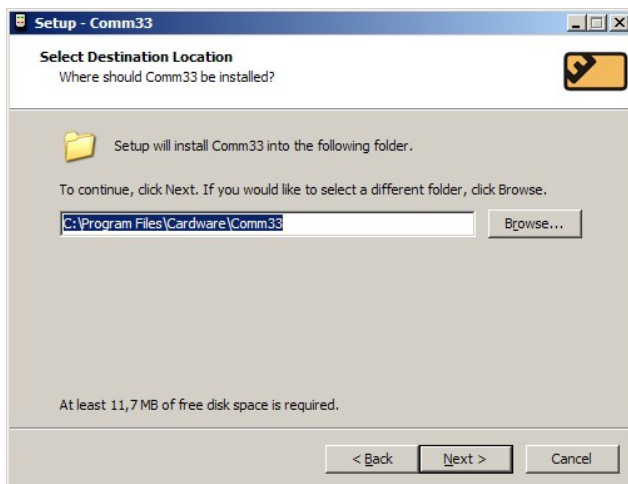 Setup - Comm33
Select Destination Location
Where should Comm33 be installed?
Setup will install Comm33 into the following folder.
To continue, click Next. If you would like to select a different folder, click Browse.
C:\Program Files\Cardware\Comm33
Browse...
At least 11,7 MB of free disk space is required.
< Back
Next >
Cancel